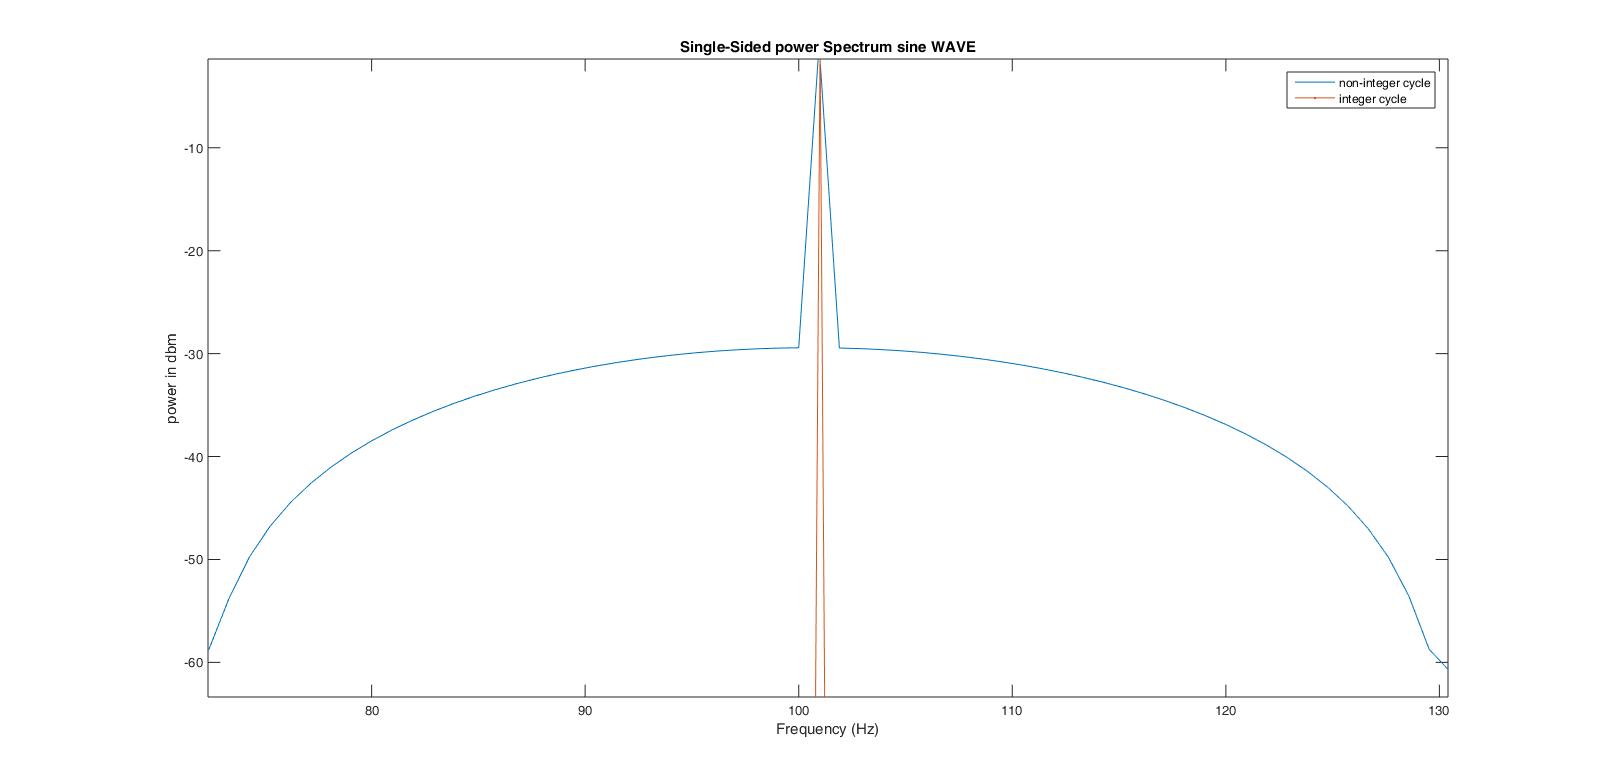 Single-Sided power Spectrum sine WAVE
non-integer cycle
integer cycle
power in dbm
-10
-20
-30
-40
-50
-60
80
90
100
110
120
130
Frequency (Hz)